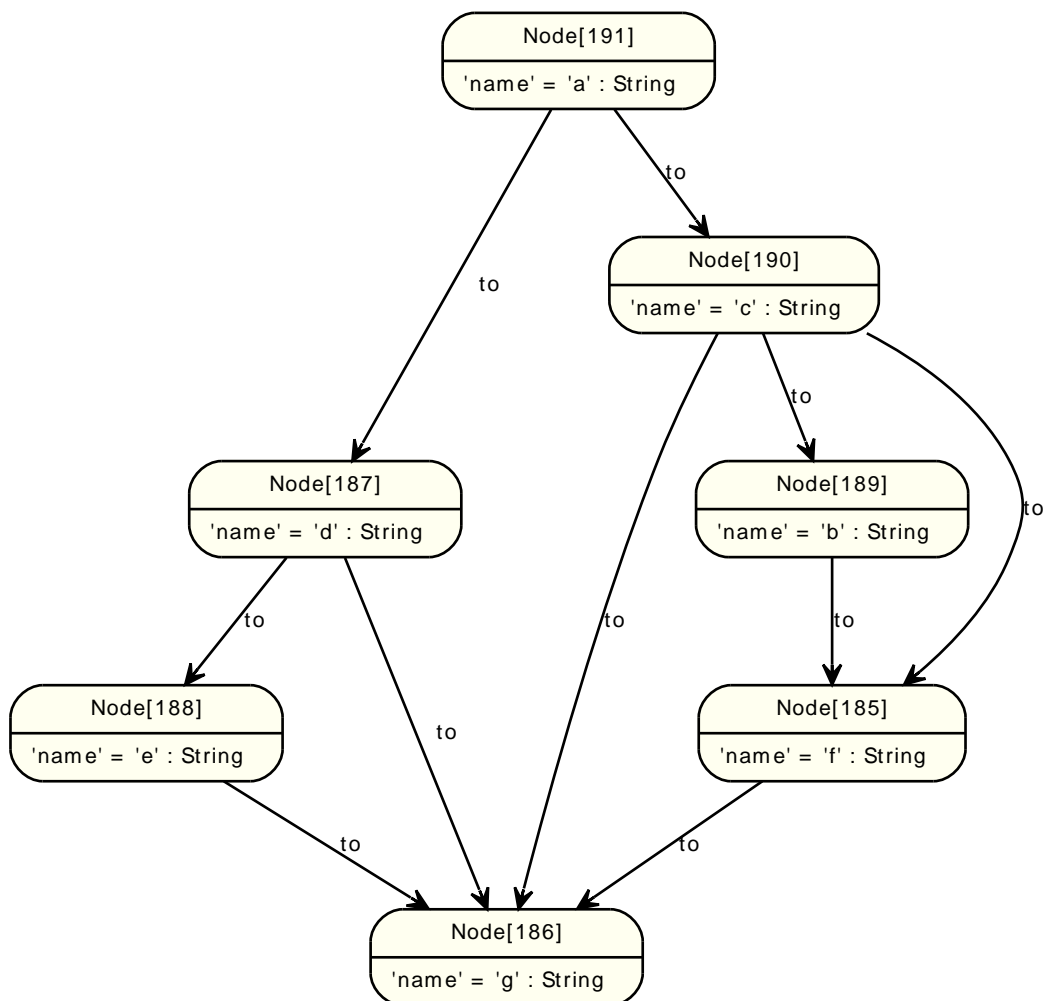 Node[191]
'name' = 'a' : String
to
Node[190]
to
'name' = 'c' : String
to
Node[187]
Node[189]
'name' = 'd' : String
to
'name' = 'b' : String
to
to
to
Node[188]
Node[185]
to
'name' = 'e' : String
'name' = 'f' : String
to
to
Node[186]
'name' = 'g' : String